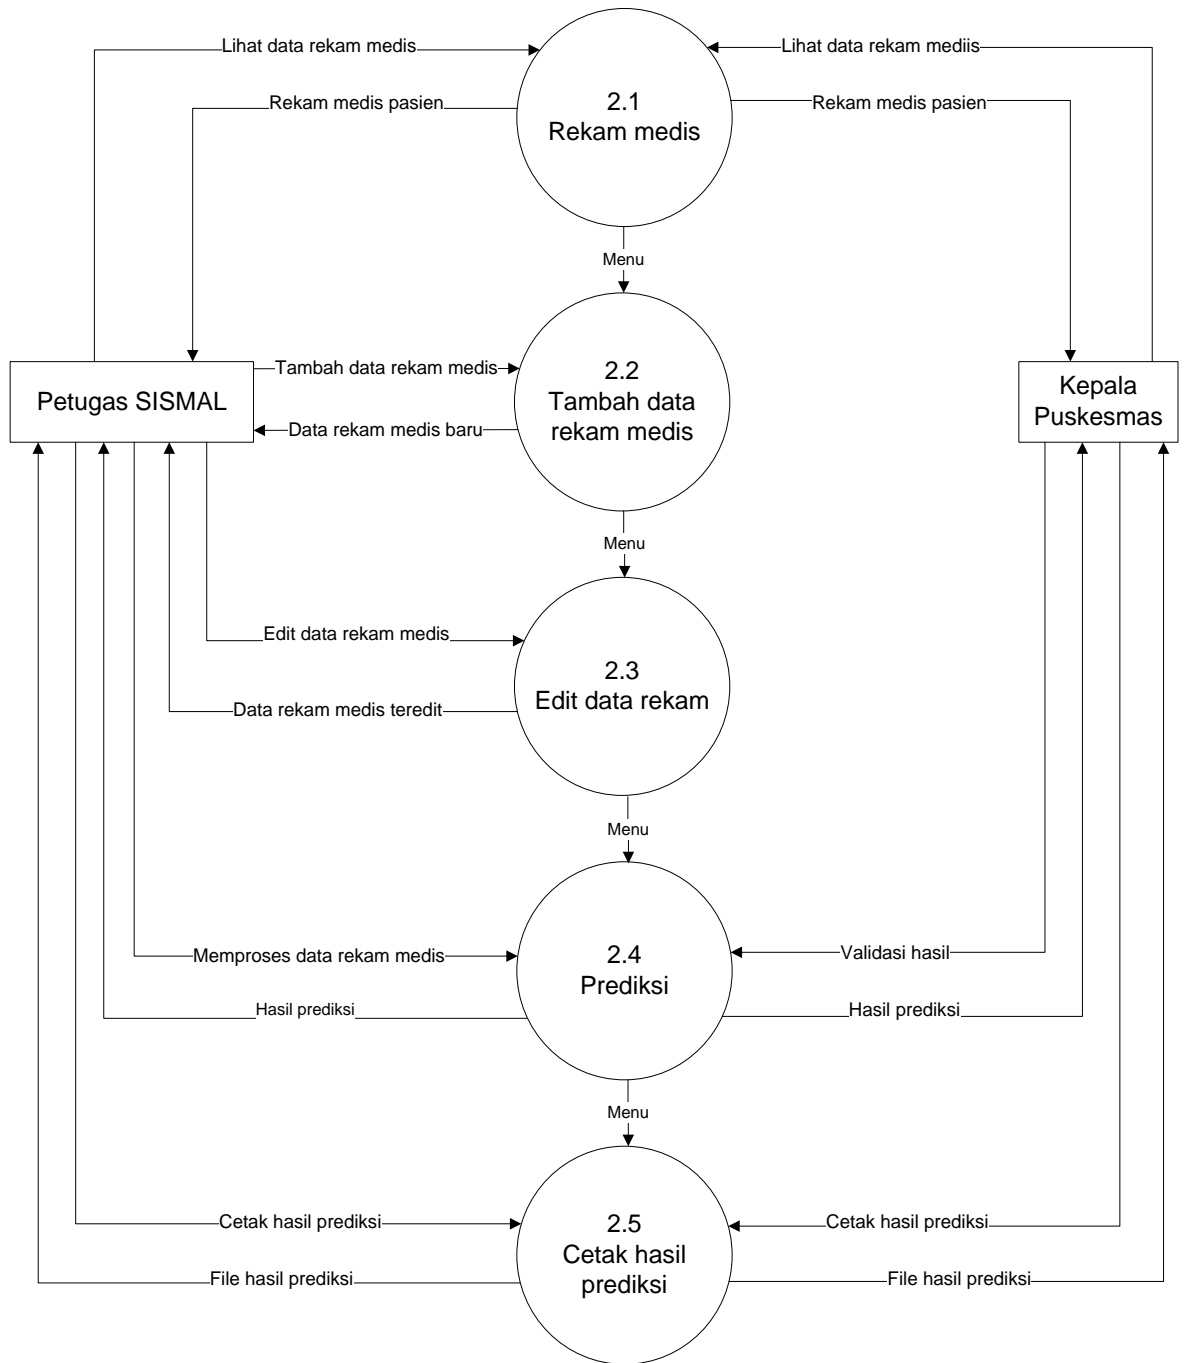 Lihat data rekam medis
Lihat data rekam mediis
Rekam medis pasien
2.1
Rekam medis
Rekam medis pasien
Menu
Petugas SISMAL
Tambah data rekam medis
Data rekam medis baru
2.2
Tambah data
rekam medis
Kepala
Puskesmas
Menu
Edit data rekam medis
Data rekam medis teredit
2.3
Edit data rekam
Menu
Memproses data rekam medis
Hasil prediksi
2.4
Prediksi
Validasi hasil
Hasil prediksi
Menu
Cetak hasil prediksi
File hasil prediksi
2.5
Cetak hasil
prediksi
Cetak hasil prediksi
File hasil prediksi